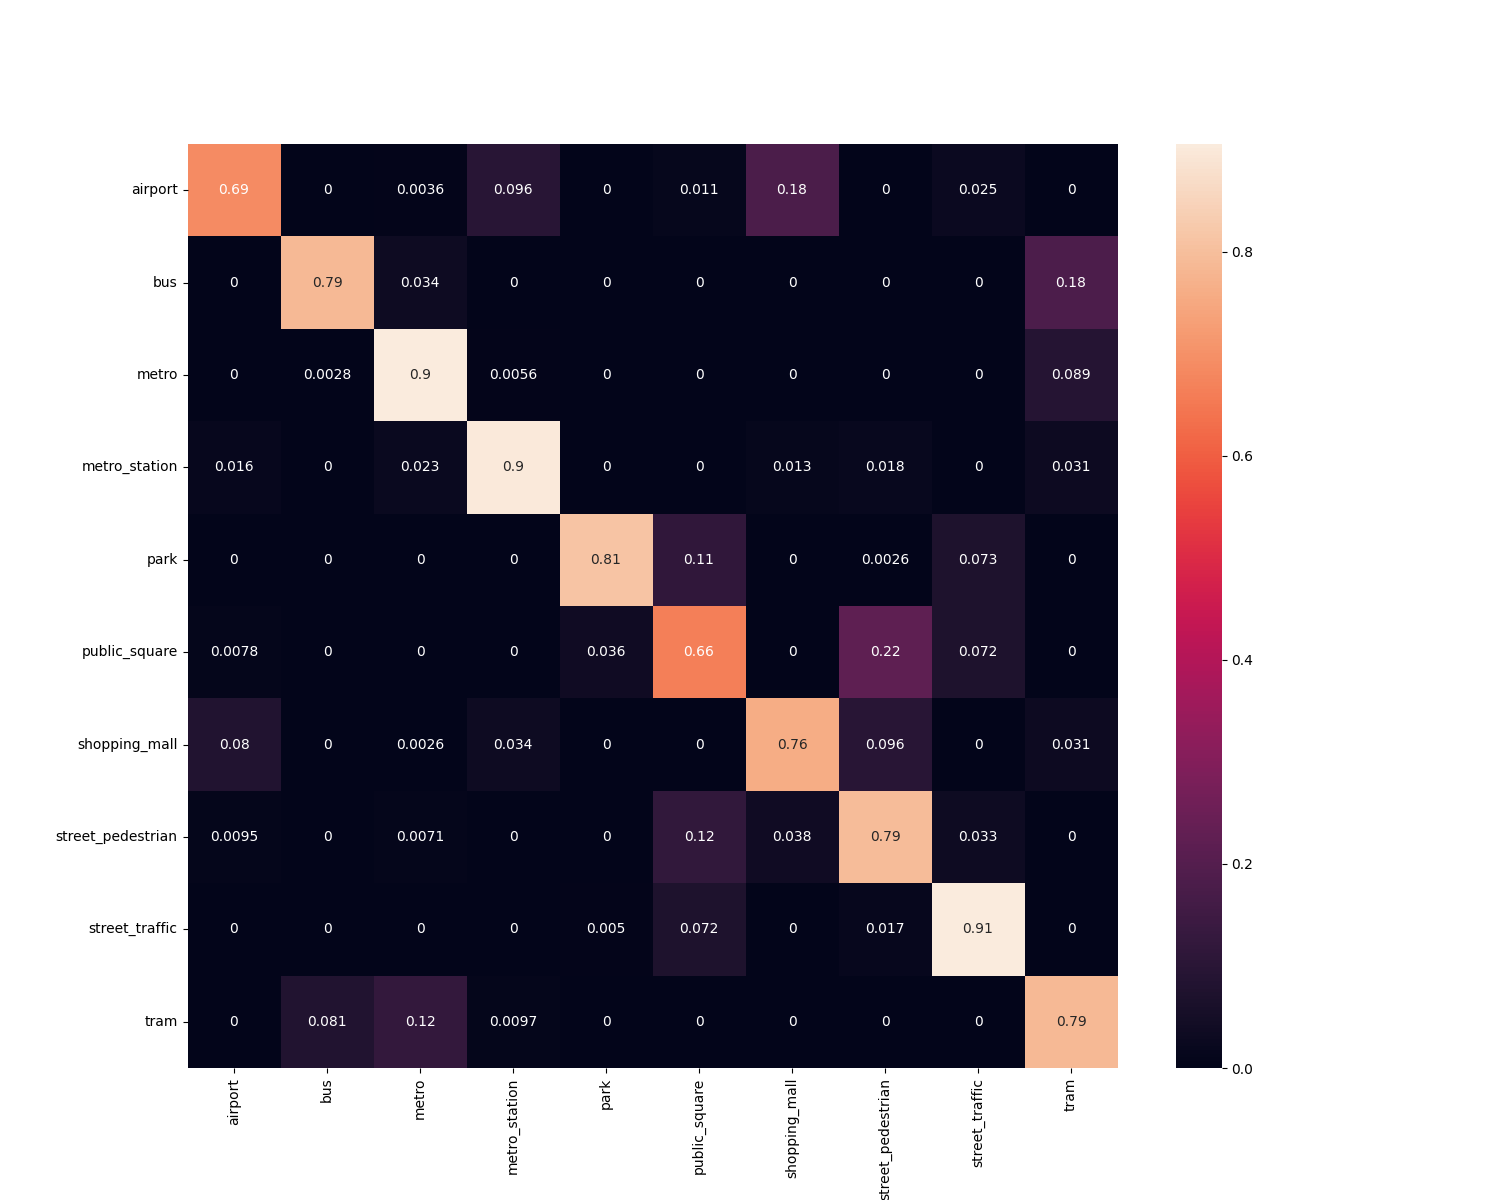 airport 0.69 0 0.0036 0.096 0 0.011 0.18 0 0.025 0
0.8
bus 0 0.79 0.034 0 0 0 0 0 0 0.18
metro 0 0.0028 0.9 0.0056 0 0 0 0 0 0.089
0.6
metro_station 0.016 0 0.023 0.9 0 0 0.013 0.018 0 0.031
park 0 0 0 0 0.81 0.11 0 0.0026 0.073 0
public_square 0.0078 0 0 0 0.036 0.66 0 0.22 0.072 0
0.4
shopping_mall 0.08 0 0.0026 0.034 0 0 0.76 0.096 0 0.031
street_pedestrian 0.0095 0 0.0071 0 0 0.12 0.038 0.79 0.033 0
0.2
street_traffic 0 0 0 0 0.005 0.072 0 0.017 0.91 0
tram 0 0.081 0.12 0.0097 0 0 0 0 0 0.79
0.0
airport bus metro metro_station park public_square shopping_mall street_pedestrian street_traffic tram